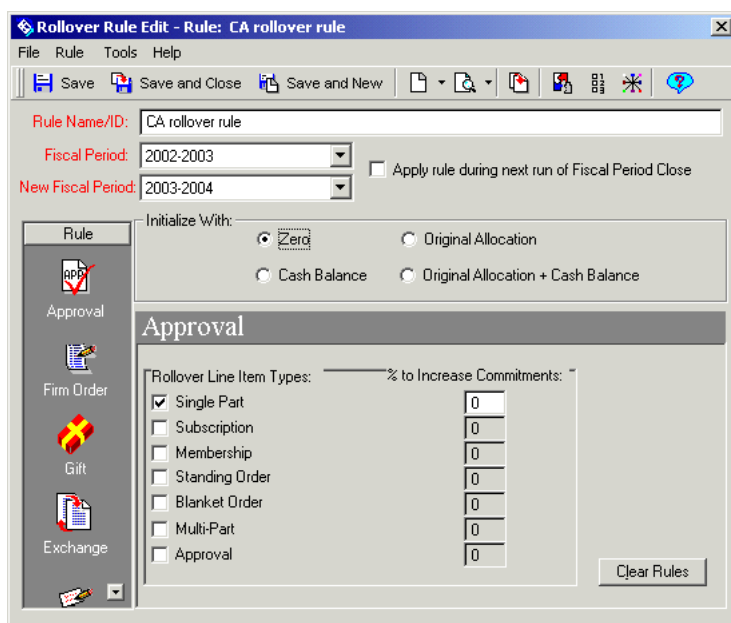 Rollover Rule Edit - Rule: CA rollover rule
File Rule Tools Help
Save Save and Close Save and New
Rule Name/ID: CA rollover rule
Fiscal Period: 2002-2003
Apply rule during next run of Fiscal Period Close
New Fiscal Period: 2003-2004
Rule
Initialize With:
Zero Original Allocation
Cash Balance Original Allocation + Cash Balance
APP
Approval
Firm Order
Gift
Exchange
Approval
Rollover Line Item Types: % to Increase Commitments:
Single Part 0
Subscription 0
Membership 0
Standing Order 0
Blanket Order 0
Multi-Part 0
Approval 0
Clear Rules